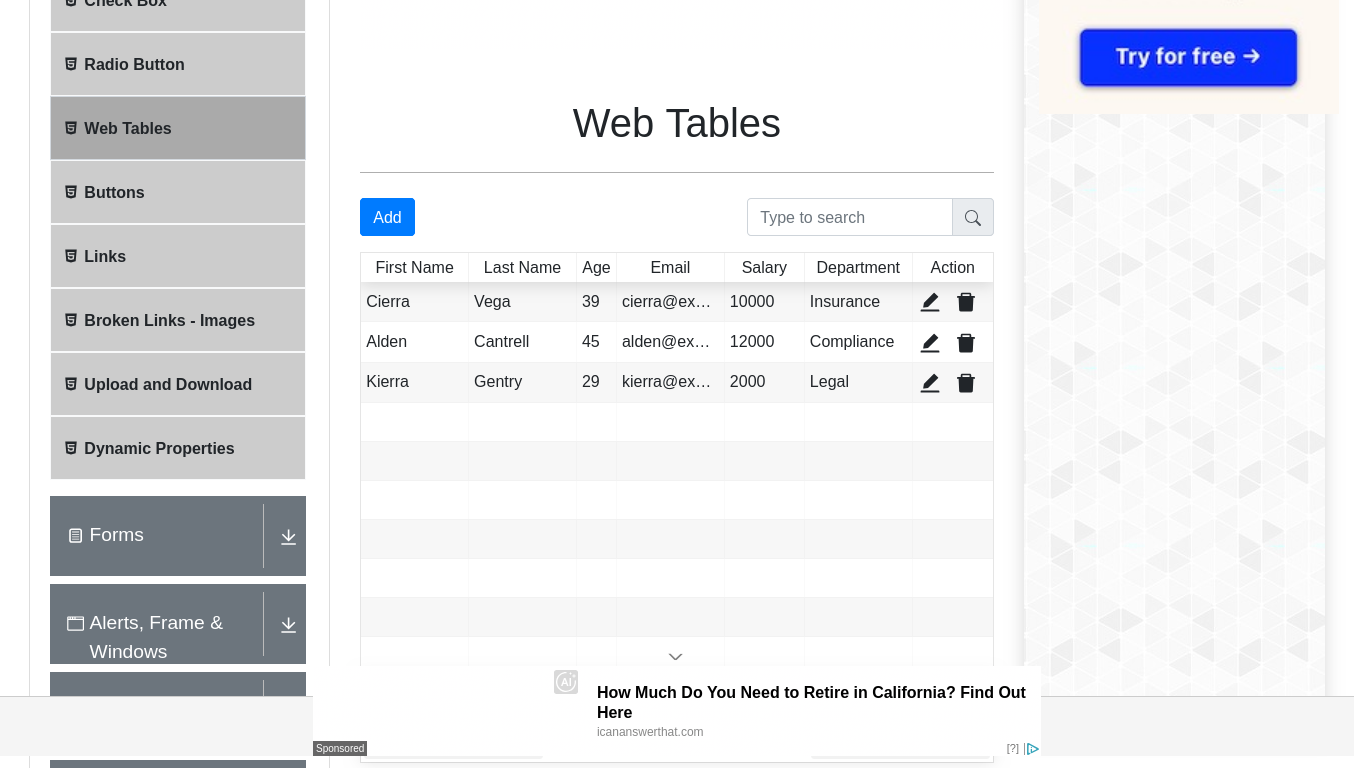 Check Box
Radio Button
Web Tables
Buttons
Links
Broken Links - Images
Upload and Download
Dynamic Properties
Forms
Alerts, Frame &
Windows
Web Tables
Add
Type to search
First Name Last Name Age Email Salary Department Action
Cierra Vega 39 cierra@ex... 10000 Insurance
Alden Cantrell 45 alden@ex... 12000 Compliance
Kierra Gentry 29 kierra@ex... 2000 Legal
Try for free →
How Much Do You Need to Retire in California? Find Out
Here
icananswerthat.com
Sponsored
[?]